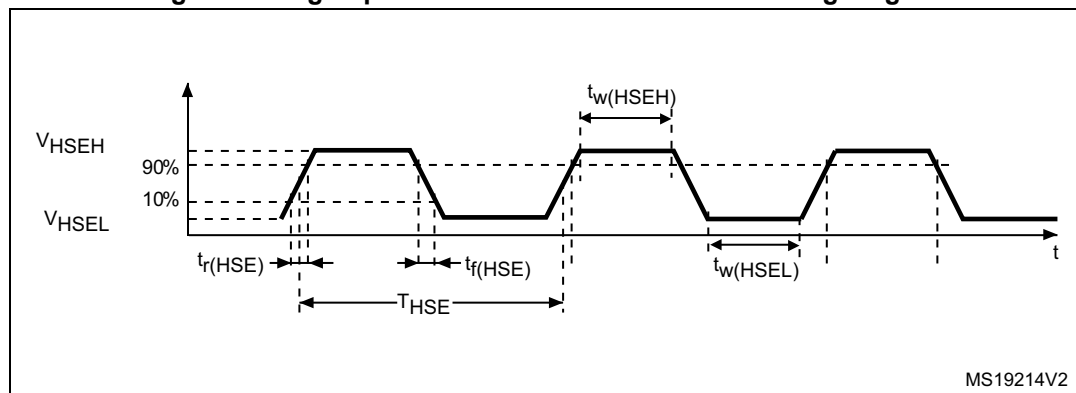 tw(HSEH)
VHSEH
90%
10%
VHSEL
tr(HSE)
tf(HSE)
tw(HSEL)
t
THSE
MS19214V2